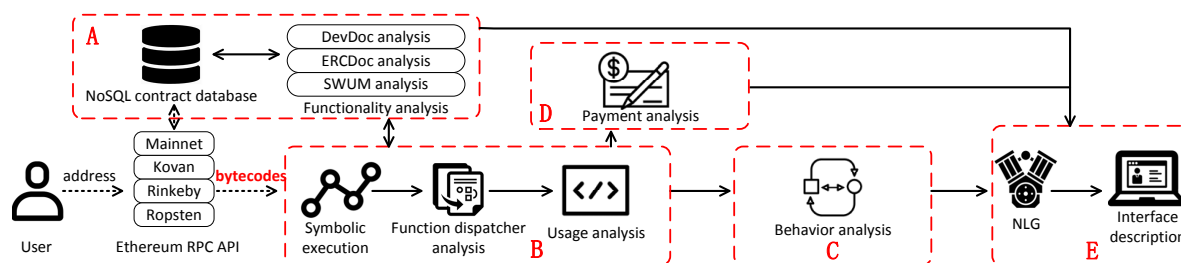 A
NoSQL contract database
DevDoc analysis
ERCDoc analysis
SWUM analysis
Functionality analysis
D
$
Payment analysis
User
address
Mainnet
Kovan
Rinkeby
Ropsten
Ethereum RPC API
bytecodes
Symbolic
execution
Function dispatcher
analysis
</>
Usage analysis
B
Behavior analysis
C
NLG
Interface
description
E